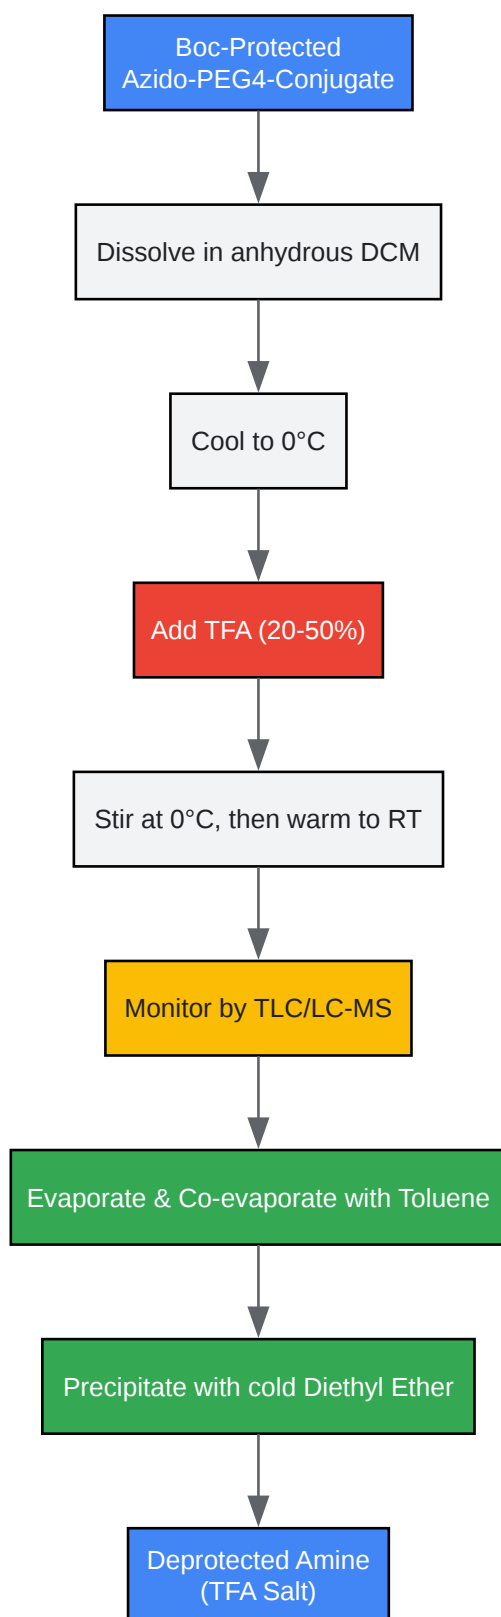 Boc-Protected
Azido-PEG4-Conjugate
Dissolve in anhydrous DCM
Cool to 0°C
Add TFA (20-50%)
Stir at 0°C, then warm to RT
Monitor by TLC/LC-MS
Evaporate & Co-evaporate with Toluene
Precipitate with cold Diethyl Ether
Deprotected Amine
(TFA Salt)